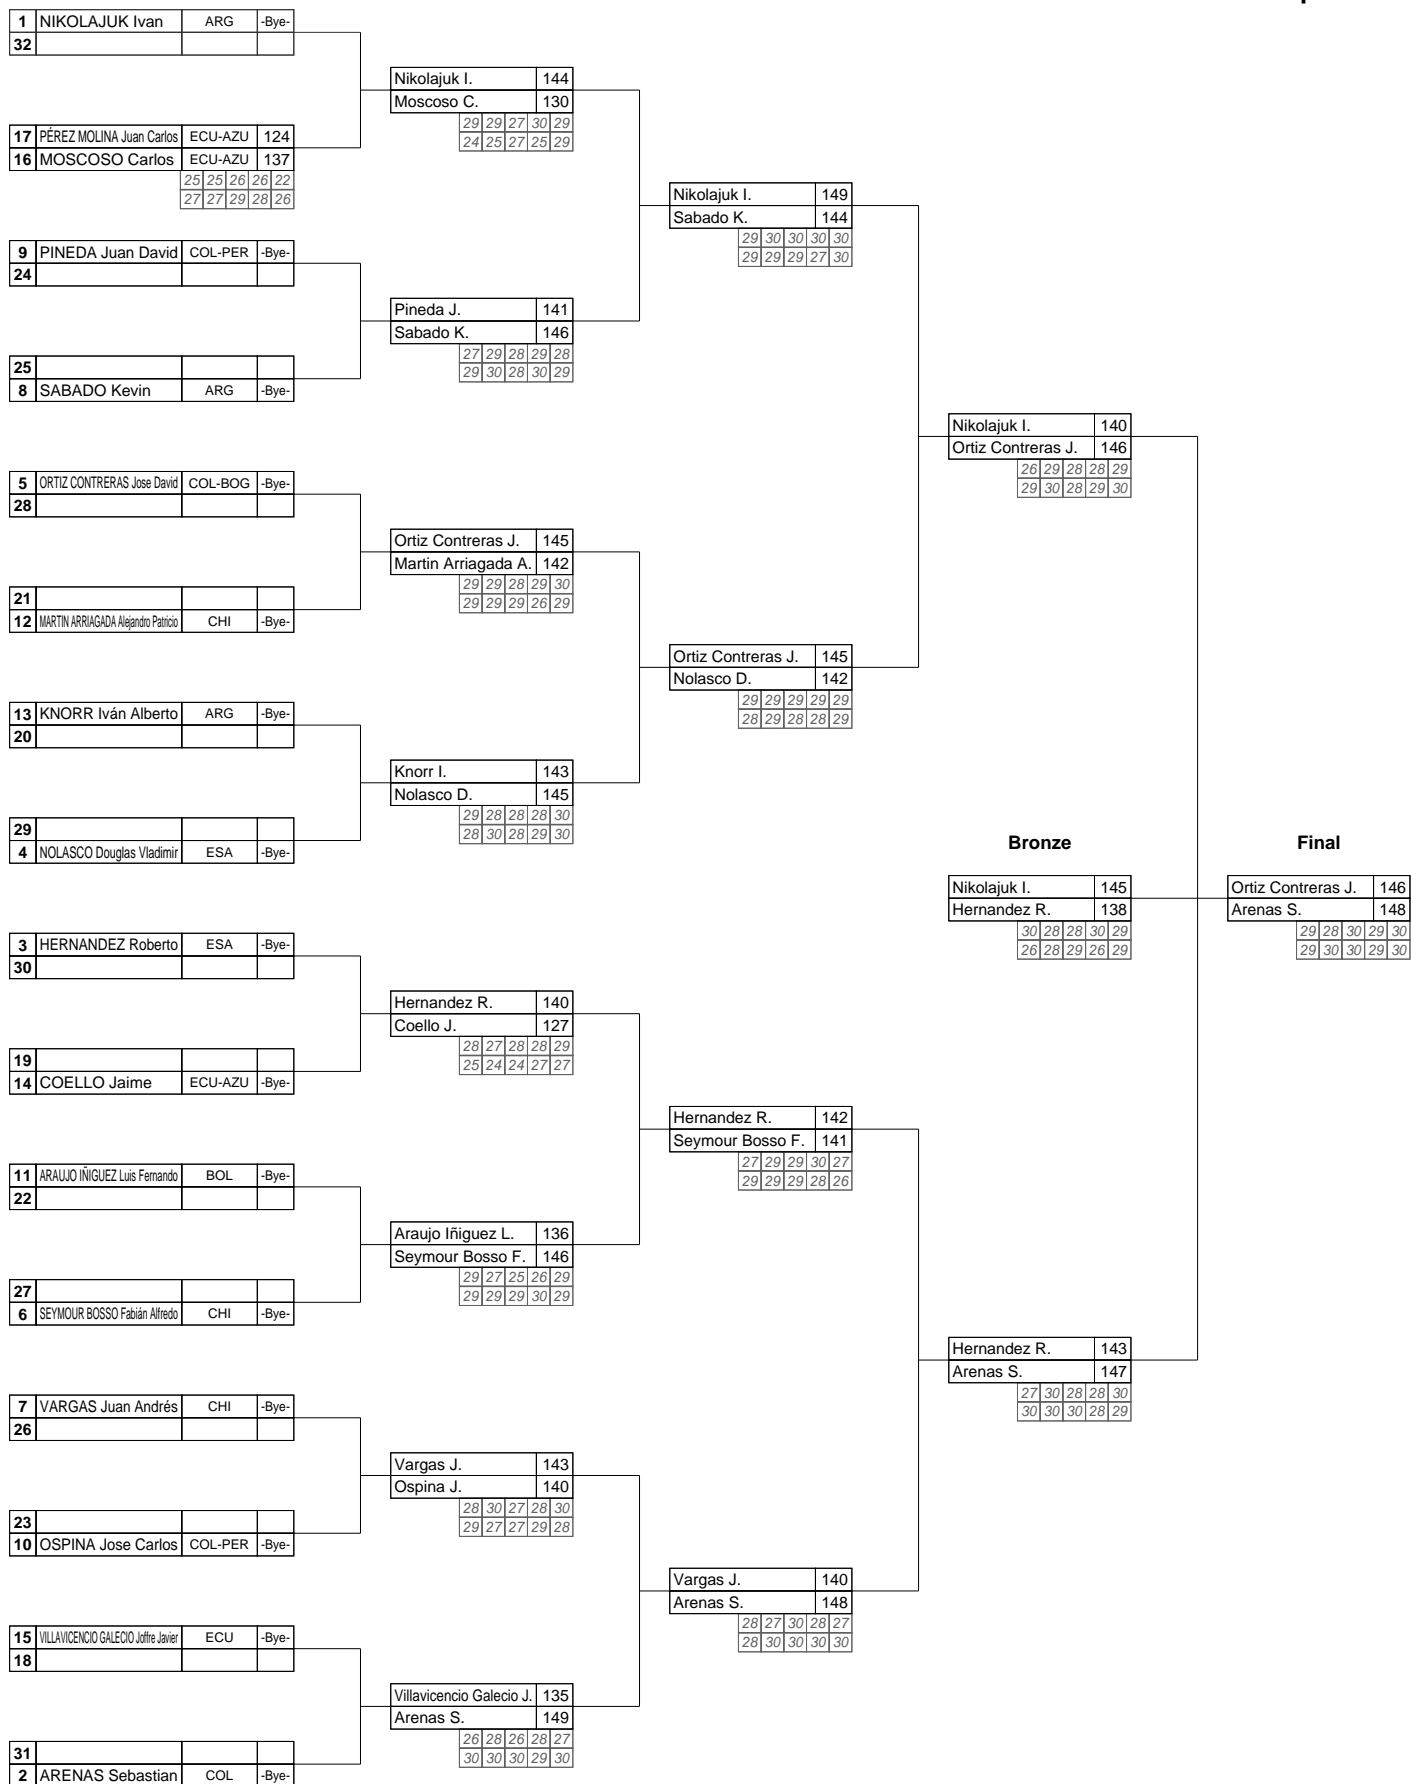 1 NIKOLAJUK Ivan ARG -Bye-
32
17 PÉREZ MOLINA Juan Carlos ECU-AZU 124
16 MOSCOSO Carlos ECU-AZU 137
25 25 26 26 22
27 27 29 28 26
9 PINEDA Juan David COL-PER -Bye-
24
25
8 SABADO Kevin ARG -Bye-
5 ORTIZ CONTRERAS Jose David COL-BOG -Bye-
28
21
12 MARTIN ARRIAGADA Alejandro Patricio CHI -Bye-
13 KNORR Iván Alberto ARG -Bye-
20
29
4 NOLASCO Douglas Vladimir ESA -Bye-
3 HERNANDEZ Roberto ESA -Bye-
30
19
14 COELLO Jaime ECU-AZU -Bye-
11 ARAUJO IÑIGUEZ Luis Fernando BOL -Bye-
22
27
6 SEYMOUR BOSSO Fabián Alfredo CHI -Bye-
7 VARGAS Juan Andrés CHI -Bye-
26
23
10 OSPINA Jose Carlos COL-PER -Bye-
15 VILLAVICENCIO GALECIO Joffre Javier ECU -Bye-
18
31
2 ARENAS Sebastian COL -Bye-
Nikolajuk I. 144
Moscoso C. 130
29 29 27 30 29
24 25 27 25 29
Pineda J. 141
Sabado K. 146
27 29 28 29 28
29 30 28 30 29
Ortiz Contreras J. 145
Martin Arriagada A. 142
29 29 28 29 30
29 29 29 26 29
Knorr I. 143
Nolasco D. 145
29 28 28 28 30
28 30 28 29 30
Hernandez R. 140
Coello J. 127
28 27 28 28 29
25 24 24 27 27
Araujo Iñiguez L. 136
Seymour Bosso F. 146
29 27 25 26 29
29 29 29 30 29
Vargas J. 143
Ospina J. 140
28 30 27 28 30
29 27 27 29 28
Villavicencio Galecio J. 135
Arenas S. 149
26 28 26 28 27
30 30 30 29 30
Nikolajuk I. 149
Sabado K. 144
29 30 30 30 30
29 29 29 27 30
Ortiz Contreras J. 145
Nolasco D. 142
29 29 29 29 29
28 29 28 28 29
Hernandez R. 142
Seymour Bosso F. 141
27 29 29 30 27
29 29 29 28 26
Vargas J. 140
Arenas S. 148
28 27 30 28 27
28 30 30 30 30
Nikolajuk I. 140
Ortiz Contreras J. 146
26 29 28 28 29
29 30 28 29 30
Hernandez R. 143
Arenas S. 147
27 30 28 28 30
30 30 30 28 29
Bronze
Nikolajuk I. 145
Hernandez R. 138
30 28 28 30 29
26 28 29 26 29
Final
Ortiz Contreras J. 146
Arenas S. 148
29 28 30 29 30
29 30 30 29 30